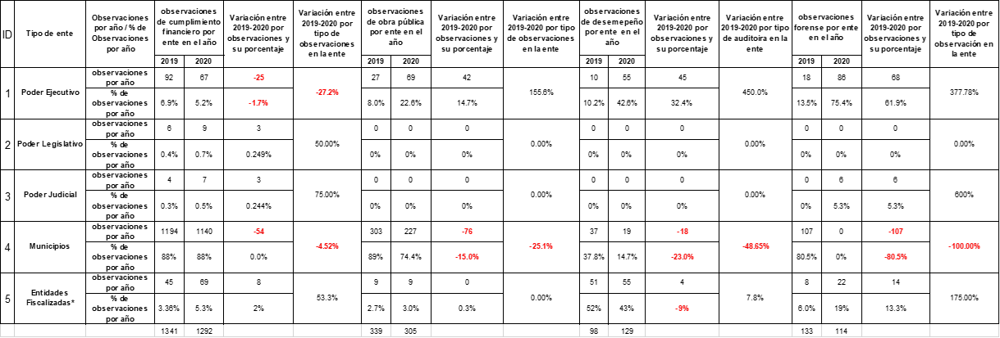 ID
Tipo de ente
Observaciones
por año / % de
Observaciones
por año
observaciones
de cumplimiento
financiero por
ente en el año
Variación entre
2019-2020 por
observaciones y
su porcentaje
Variación entre
2019-2020 por
tipo de
observaciones
en la ente
observaciones
de obra pública
por ente en el
año
Variación entre
2019-2020 por
observaciones y
su porcentaje
Variación entre
2019-2020 por tipo
de observaciones
en la ente
observaciones
de desemepeño
por ente en el
año
Variación entre
2019-2020 por
observaciones y
su porcentaje
Variación entre
2019-2020 por tipo
de auditoira en la
ente
observaciones
forense por ente
en el año
Variación entre
2019-2020 por
observaciones y
su porcentaje
Variación entre
2019-2020 por
tipo de
observación en
la ente
2019 2020 2019 2020 2019 2020 2019 2020
1 Poder Ejecutivo
observaciones
por año
92 67 -25 -27.2% 27 69 42 155.6% 10 55 45 450.0% 18 86 68 377.78%
% de
observaciones
por año
6.9% 5.2% -1.7% 8.0% 22.6% 14.7% 10.2% 42.6% 32.4% 13.5% 75.4% 61.9%
2 Poder Legislativo
observaciones
por año
6 9 3 50.00% 0 0 0 0.00% 0 0 0 0.00% 0 0 0 0.00%
% de
observaciones
por año
0.4% 0.7% 0.249% 0% 0% 0% 0% 0% 0% 0% 0% 0%
3 Poder Judicial
observaciones
por año
4 7 3 75.00% 0 0 0 0.00% 0 0 0 0.00% 0 6 6 600%
% de
observaciones
por año
0.3% 0.5% 0.244% 0% 0% 0% 0% 0% 0% 0% 5.3% 5.3%
4 Municipios
observaciones
por año
1194 1140 -54 -4.52% 303 227 -76 -25.1% 37 19 -18 -48.65% 107 0 -107 -100.00%
% de
observaciones
por año
88% 88% 0.0% 89% 74.4% -15.0% 37.8% 14.7% -23.0% 80.5% 0% -80.5%
5 Entidades
Fiscalizadas*
observaciones
por año
45 69 8 53.3% 9 9 0 0.00% 51 55 4 7.8% 8 22 14 175.00%
% de
observaciones
por año
3.36% 5.3% 2% 2.7% 3.0% 0.3% 52% 43% -9% 6.0% 19% 13.3%
1341 1292 339 305 98 129 133 114